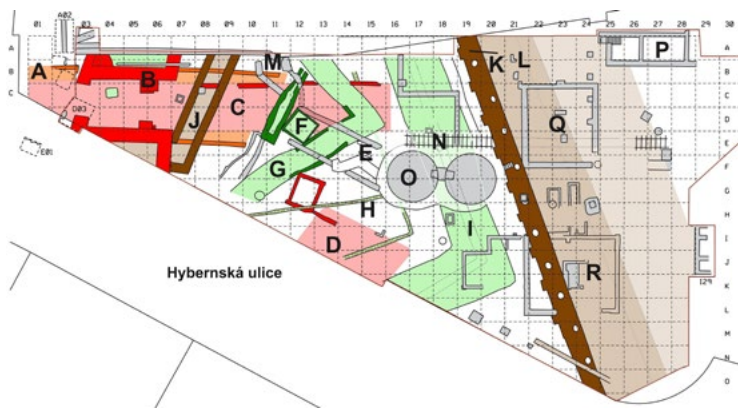 01 03 04 05 06 07 08 09 10 11 12 13 14 15 16 17 18 19 20 21 22 23 24 25 26 27 28 29 30
A02
A
B
C
D
E
F
G
H
I
J
K
L
M
N
O
A
B
C
D03
E01
J
C
M
F
E
G
H
D
N
O
I
K
L
P
Q
R
129
Hybernská ulice